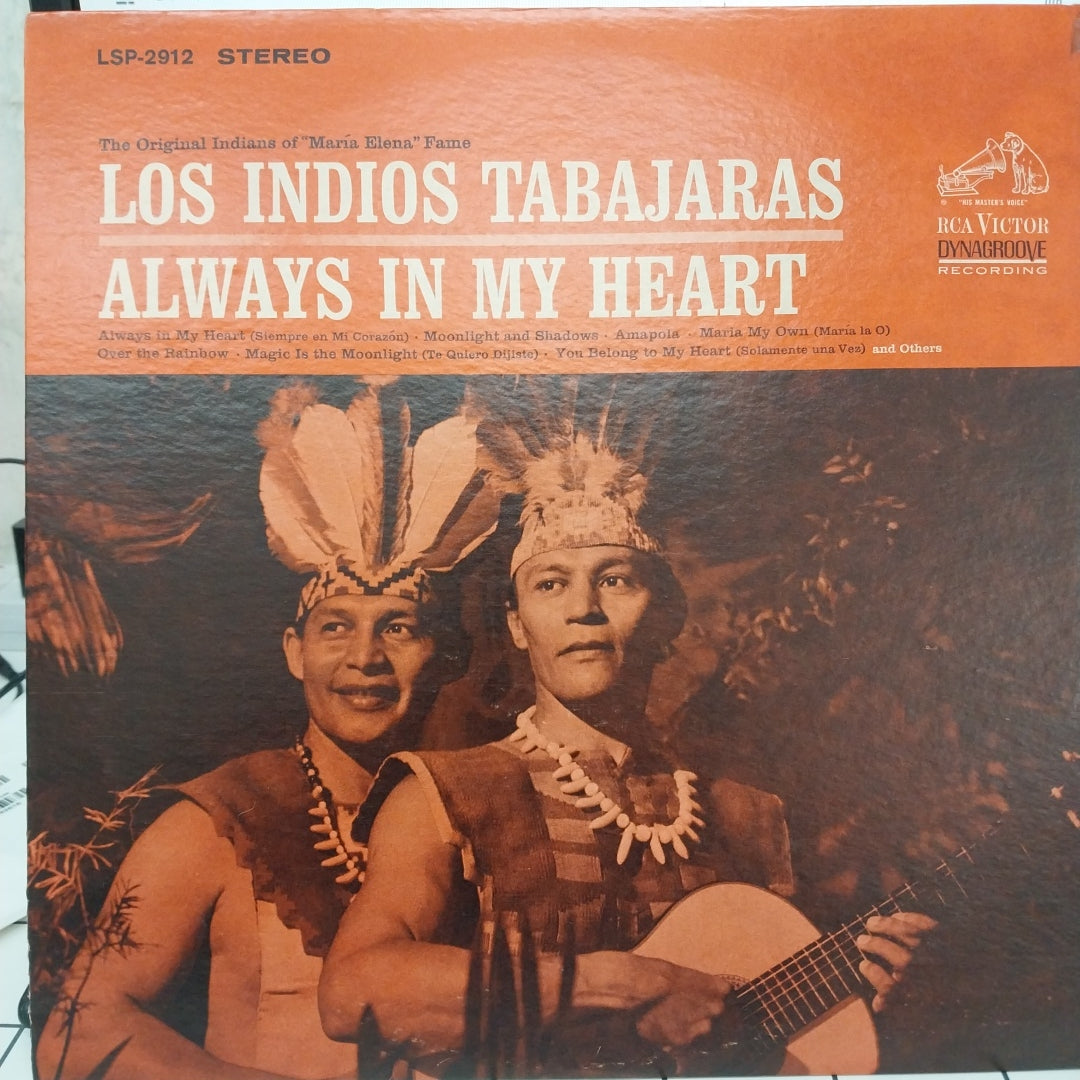 LSP-2912 STEREO
The Original Indians of "María Elena" Fame
LOS INDIOS TABAJARAS
ALWAYS IN MY HEART
Always in My Heart (Siempre en Mi Corazón) · Moonlight and Shadows · Amapola · Maria My Own (María la O)
Over the Rainbow · Magic Is the Moonlight (Te Quiero Dijiste) · You Belong to My Heart (Solamente una Vez) and Others
"HIS MASTER'S VOICE"
RCA VICTOR
DYNAGROOVE
RECORDING